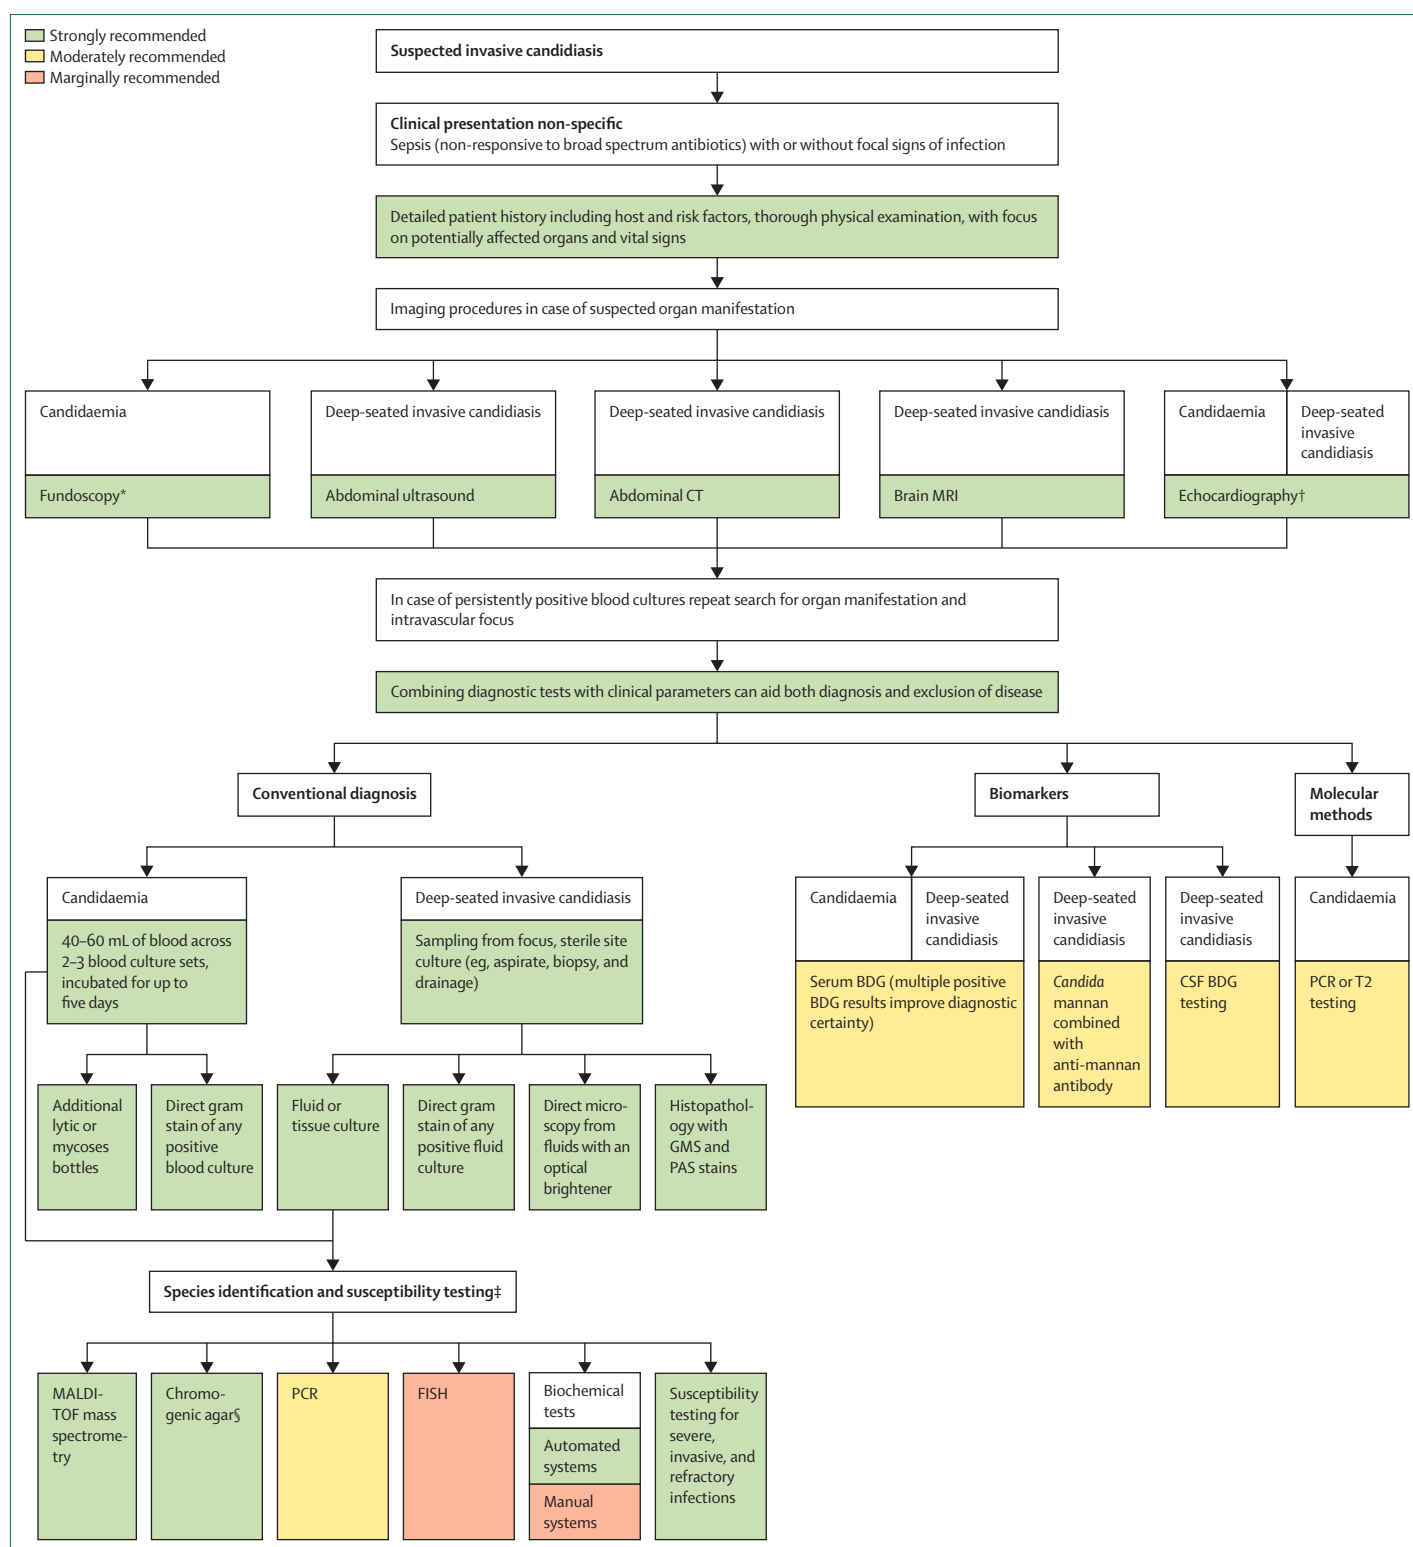 Strongly recommended
Moderately recommended
Marginally recommended
Suspected invasive candidiasis
Clinical presentation non-specific
Sepsis (non-responsive to broad spectrum antibiotics) with or without focal signs of infection
Detailed patient history including host and risk factors, thorough physical examination, with focus
on potentially affected organs and vital signs
Imaging procedures in case of suspected organ manifestation
Candidaemia
Fundoscopy*
Deep-seated invasive candidiasis
Abdominal ultrasound
Deep-seated invasive candidiasis
Abdominal CT
Deep-seated invasive candidiasis
Brain MRI
Candidaemia
Deep-seated
invasive
candidiasis
Echocardiography†
In case of persistently positive blood cultures repeat search for organ manifestation and
intravascular focus
Combining diagnostic tests with clinical parameters can aid both diagnosis and exclusion of disease
Conventional diagnosis
Biomarkers
Molecular
methods
Candidaemia
40–60 mL of blood across
2–3 blood culture sets,
incubated for up to
five days
Deep-seated invasive candidiasis
Sampling from focus, sterile site
culture (eg, aspirate, biopsy, and
drainage)
Candidaemia
Deep-seated
invasive
candidiasis
Serum BDG (multiple positive
BDG results improve diagnostic
certainty)
Deep-seated
invasive
candidiasis
Candida
mannan
combined
with
anti-mannan
antibody
Deep-seated
invasive
candidiasis
CSF BDG
testing
Candidaemia
PCR or T2
testing
Additional
lytic or
mycoses
bottles
Direct gram
stain of any
positive
blood culture
Fluid or
tissue culture
Direct gram
stain of any
positive fluid
culture
Direct micro-
scopy from
fluids with an
optical
brightener
Histopathol-
ogy with
GMS and
PAS stains
Species identification and susceptibility testing‡
MALDI-
TOF mass
spectrome-
try
Chromo-
genic agar§
PCR
FISH
Biochemical
tests
Automated
systems
Manual
systems
Susceptibility
testing for
severe,
invasive, and
refractory
infections